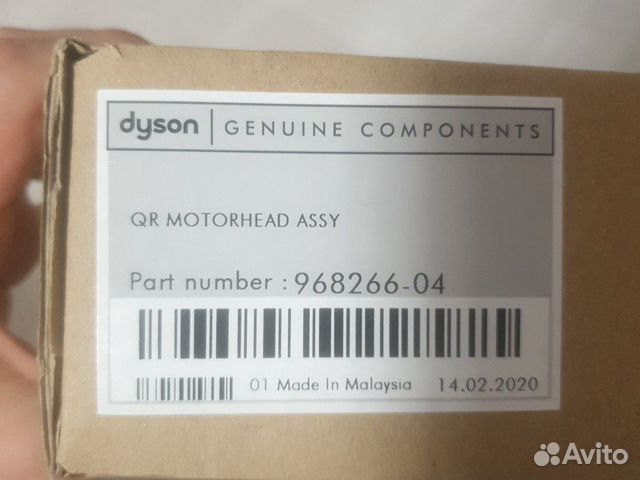 dyson GENUINE COMPONENTS
QR MOTORHEAD ASSY
Part number : 968266-04
01 Made In Malaysia 14.02.2020
Avito